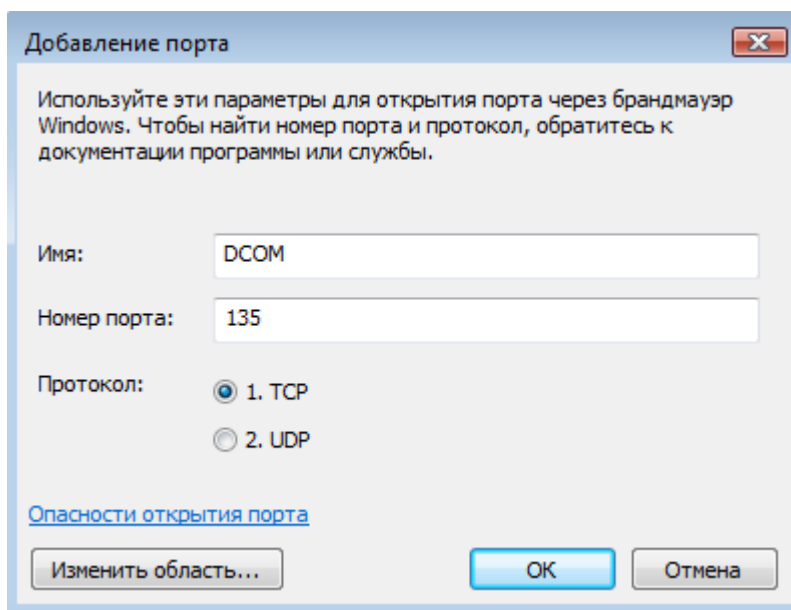 Добавление порта
Используйте эти параметры для открытия порта через брандмауэр
Windows. Чтобы найти номер порта и протокол, обратитесь к
документации программы или службы.
Имя: DCOM
Номер порта: 135
Протокол: 1. TCP
2. UDP
Опасности открытия порта
Изменить область... ОК Отмена